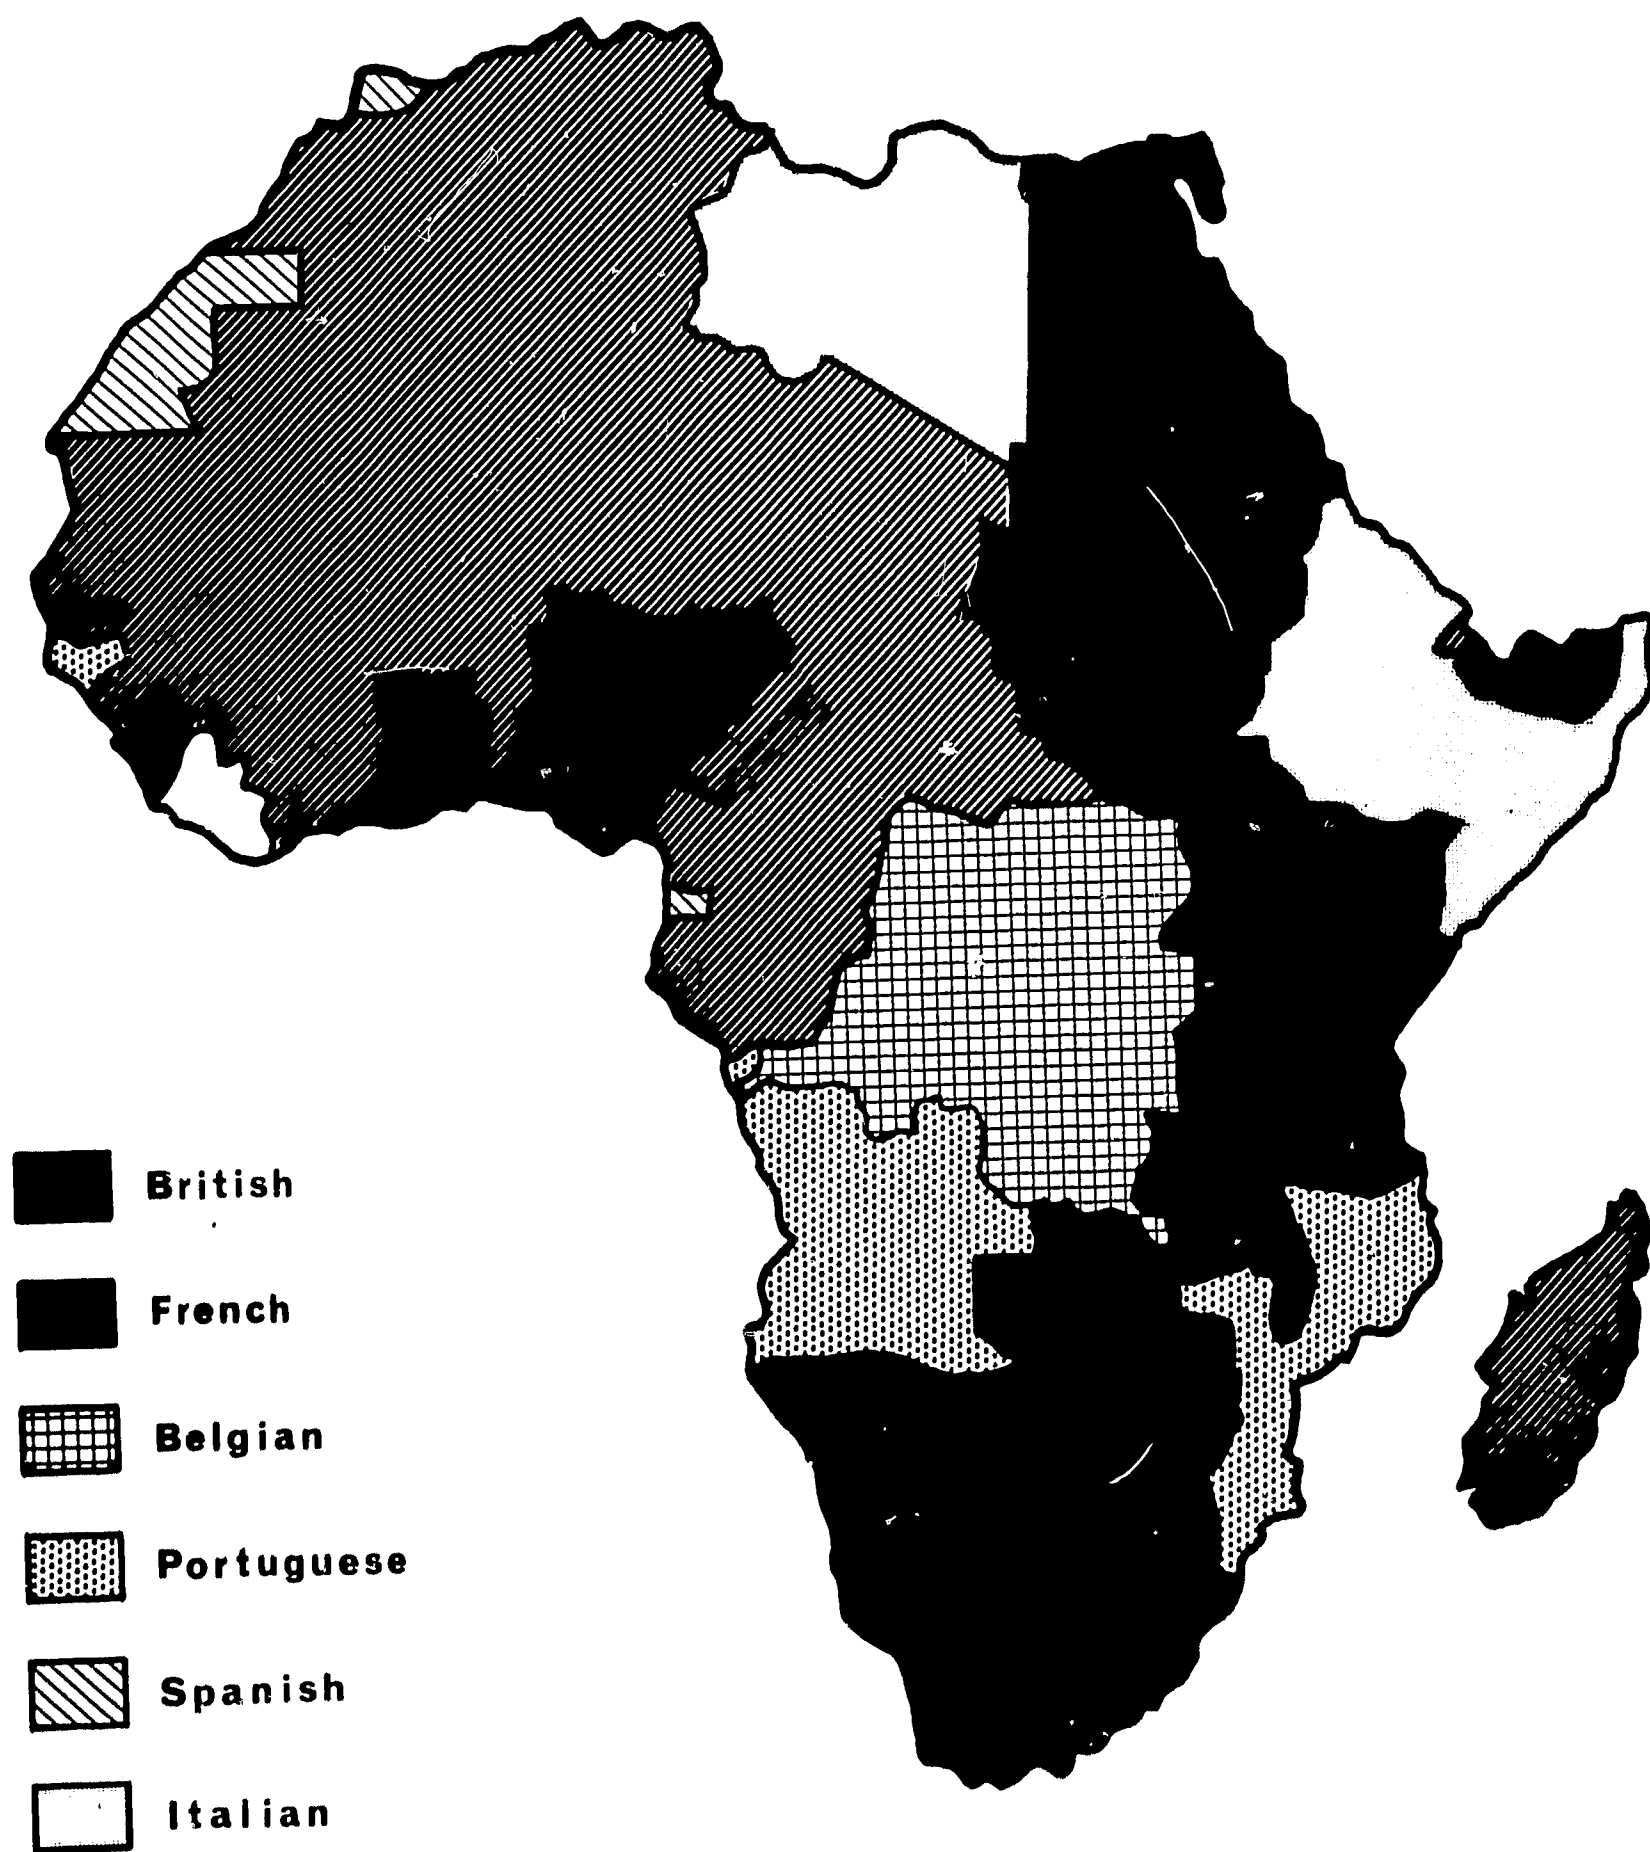 British
French
Belgian
Portuguese
Spanish
Italian